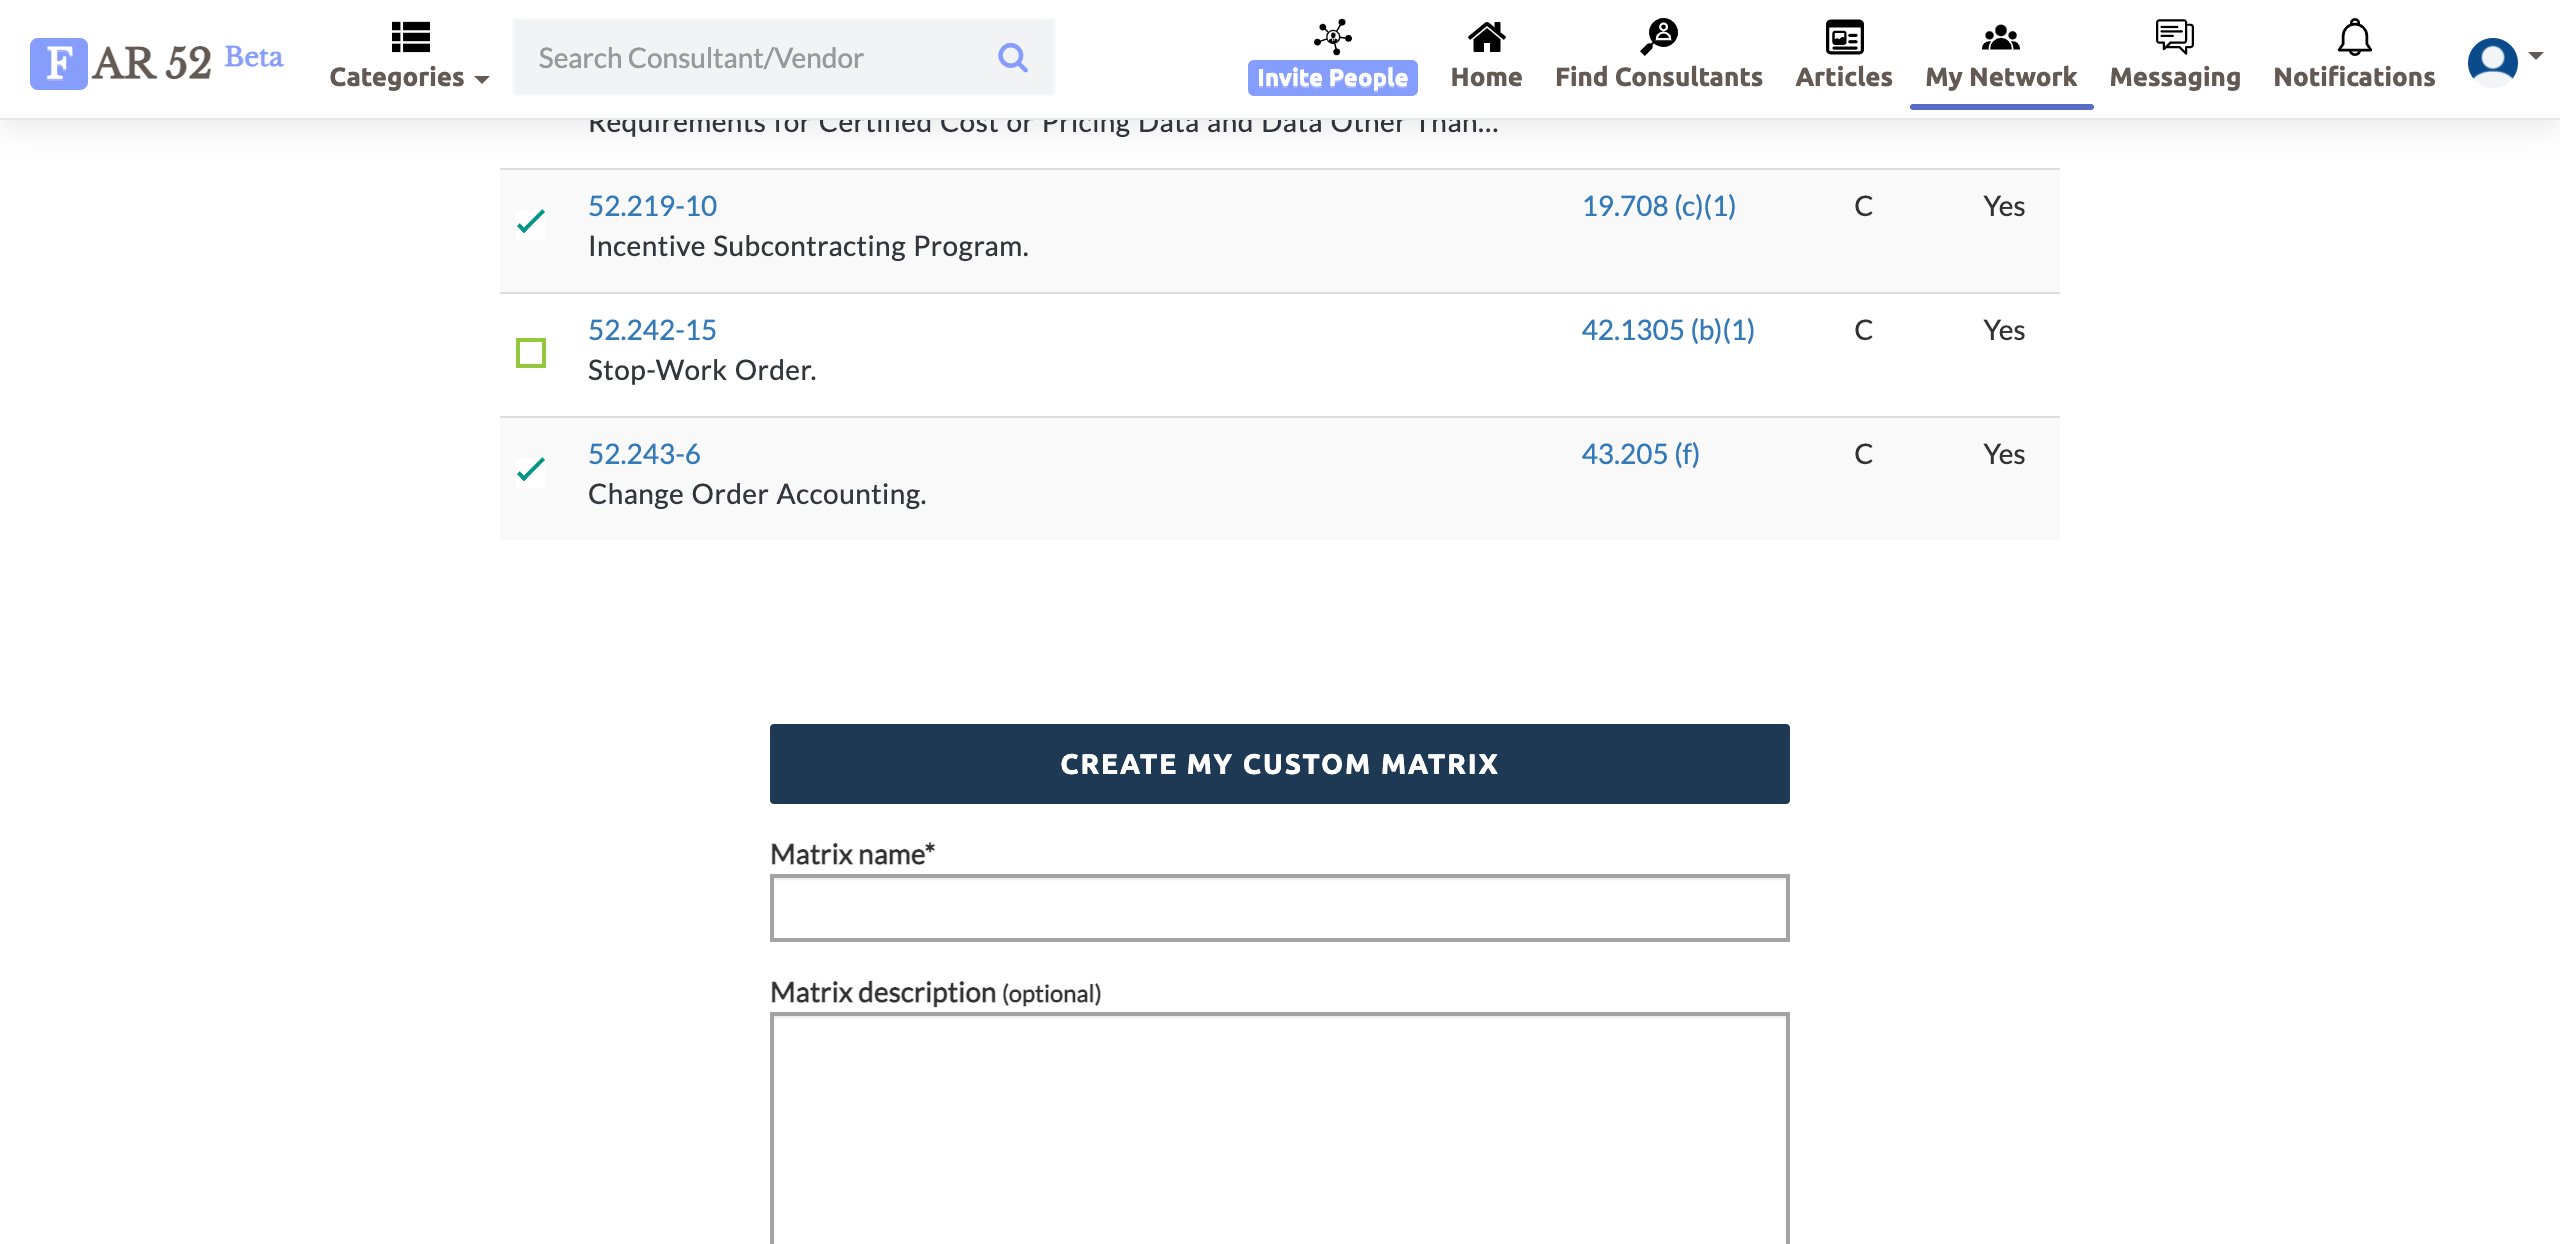 FAR 52 Beta
Categories
Search Consultant/Vendor
Invite People
Home
Find Consultants
Articles
My Network
Messaging
Notifications
Requirements for Certified Cost or Pricing Data and Data Other Than...
52.219-10
19.708 (c)(1)
C
Yes
Incentive Subcontracting Program.
52.242-15
42.1305 (b)(1)
C
Yes
Stop-Work Order.
52.243-6
43.205 (f)
C
Yes
Change Order Accounting.
CREATE MY CUSTOM MATRIX
Matrix name*
Matrix description (optional)